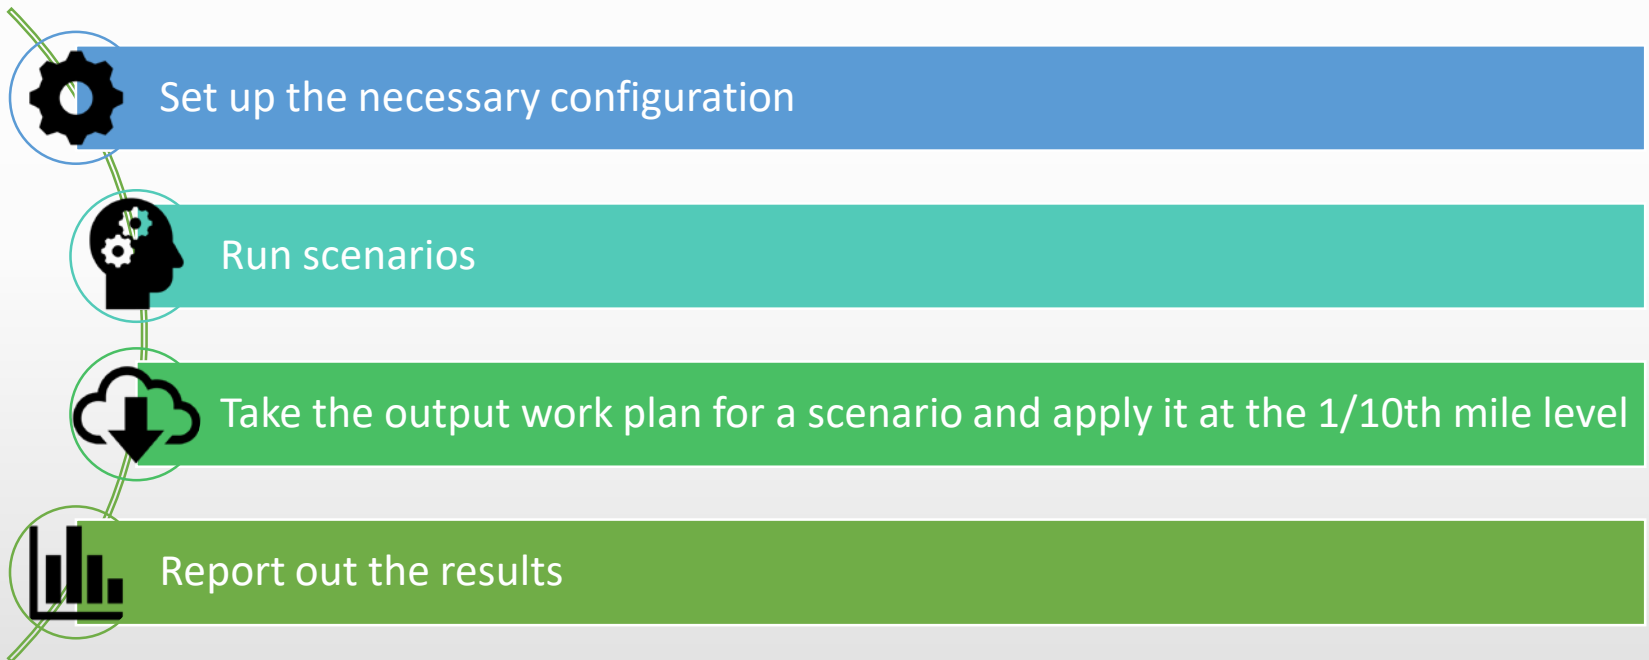 Set up the necessary configuration
Run scenarios
Take the output work plan for a scenario and apply it at the 1/10th mile level
Report out the results